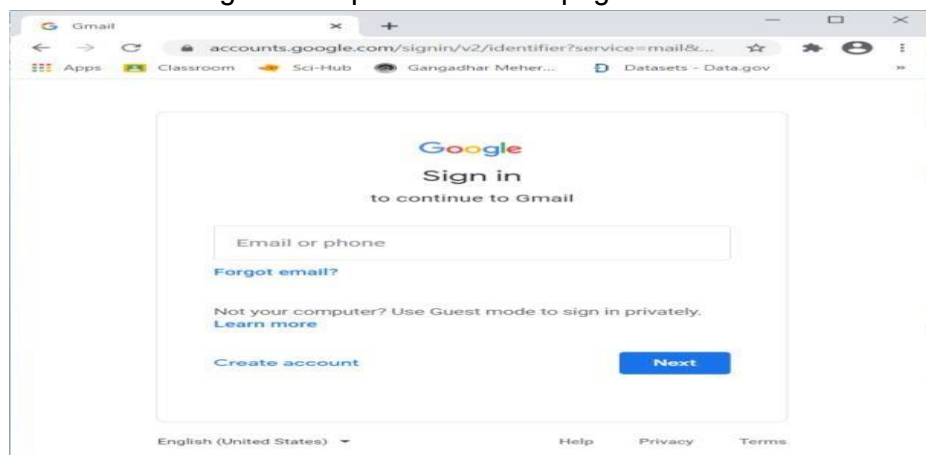 Gmail
accounts.google.com/signin/v2/identifier?service=mail&...
Apps Classroom Sci-Hub Gangadhar Meher... Datasets - Data.gov
Google
Sign in
to continue to Gmail
Email or phone
Forgot email?
Not your computer? Use Guest mode to sign in privately.
Learn more
Create account Next
English (United States) Help Privacy Terms